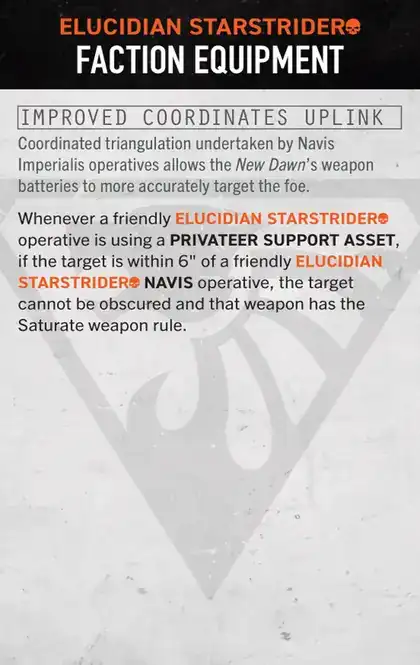 ELUCIDIAN STARSTRIDER
FACTION EQUIPMENT
IMPROVED COORDINATES UPLINK
Coordinated triangulation undertaken by Navis
Imperialis operatives allows the New Dawn's weapon
batteries to more accurately target the foe.
Whenever a friendly ELUCIDIAN STARSTRIDER
operative is using a PRIVATEER SUPPORT ASSET,
if the target is within 6" of a friendly ELUCIDIAN
STARSTRIDER NAVIS operative, the target
cannot be obscured and that weapon has the
Saturate weapon rule.